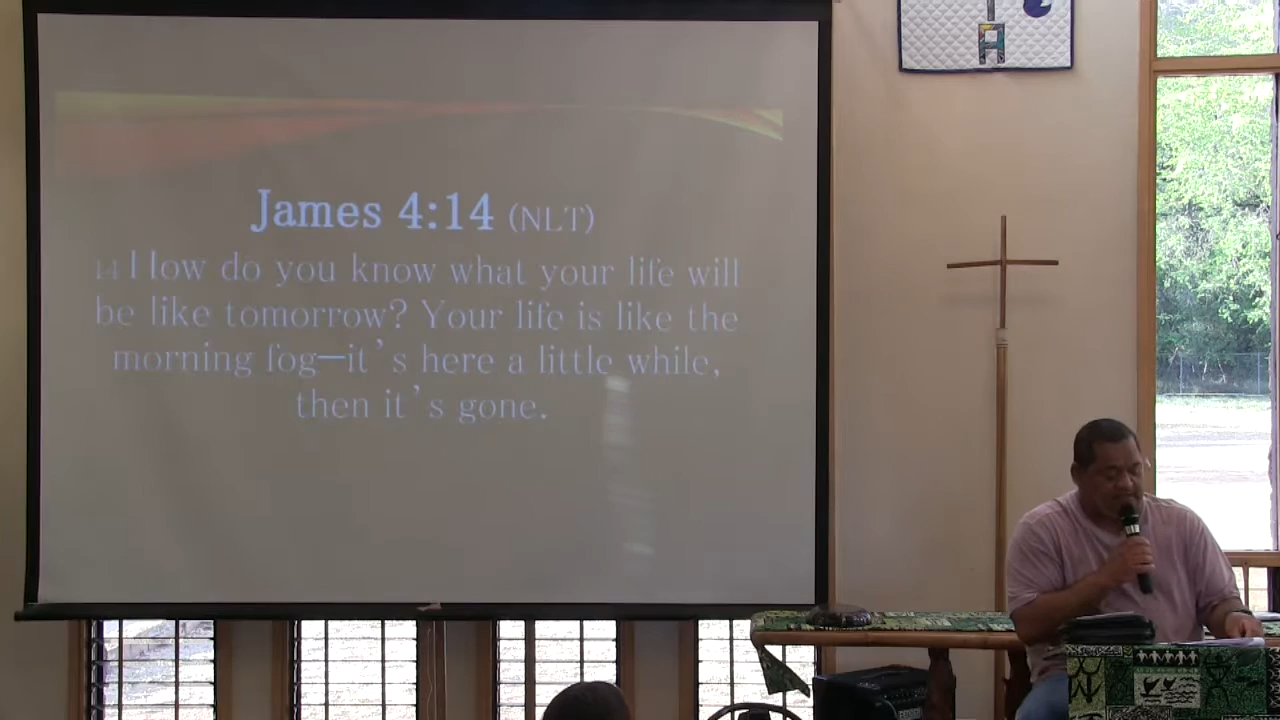 James 4:14 (NLT)
14 How do you know what your life will
be like tomorrow? Your life is like the
morning fog—it's here a little while,
then it's gone.